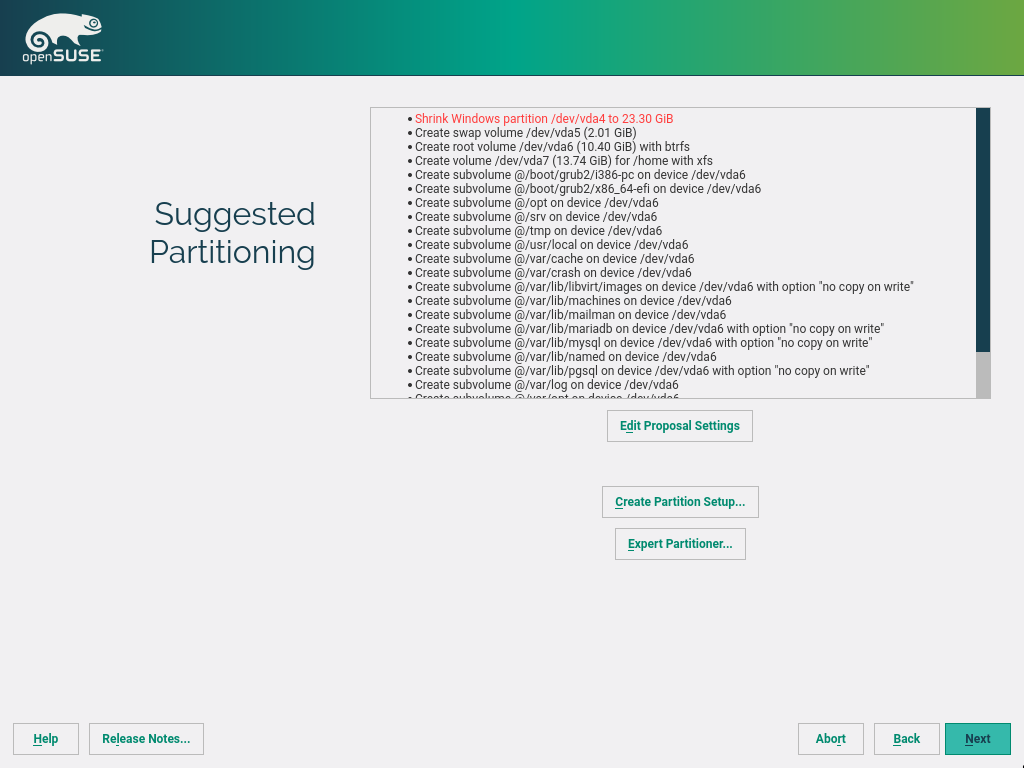 openSUSE
Suggested
Partitioning
• Shrink Windows partition /dev/vda4 to 23.30 GiB
• Create swap volume /dev/vda5 (2.01 GiB)
• Create root volume /dev/vda6 (10.40 GiB) with btrfs
• Create volume /dev/vda7 (13.74 GiB) for /home with xfs
• Create subvolume @/boot/grub2/i386-pc on device /dev/vda6
• Create subvolume @/boot/grub2/x86_64-efi on device /dev/vda6
• Create subvolume @/opt on device /dev/vda6
• Create subvolume @/srv on device /dev/vda6
• Create subvolume @/tmp on device /dev/vda6
• Create subvolume @/usr/local on device /dev/vda6
• Create subvolume @/var/cache on device /dev/vda6
• Create subvolume @/var/crash on device /dev/vda6
• Create subvolume @/var/lib/libvirt/images on device /dev/vda6 with option "no copy on write"
• Create subvolume @/var/lib/machines on device /dev/vda6
• Create subvolume @/var/lib/mailman on device /dev/vda6
• Create subvolume @/var/lib/mariadb on device /dev/vda6 with option "no copy on write"
• Create subvolume @/var/lib/mysql on device /dev/vda6 with option "no copy on write"
• Create subvolume @/var/lib/named on device /dev/vda6
• Create subvolume @/var/lib/pgsql on device /dev/vda6 with option "no copy on write"
• Create subvolume @/var/log on device /dev/vda6
• Create subvolume @/var/opt on device /dev/vda6
Edit Proposal Settings
Create Partition Setup...
Expert Partitioner...
Help
Release Notes...
Abort
Back
Next